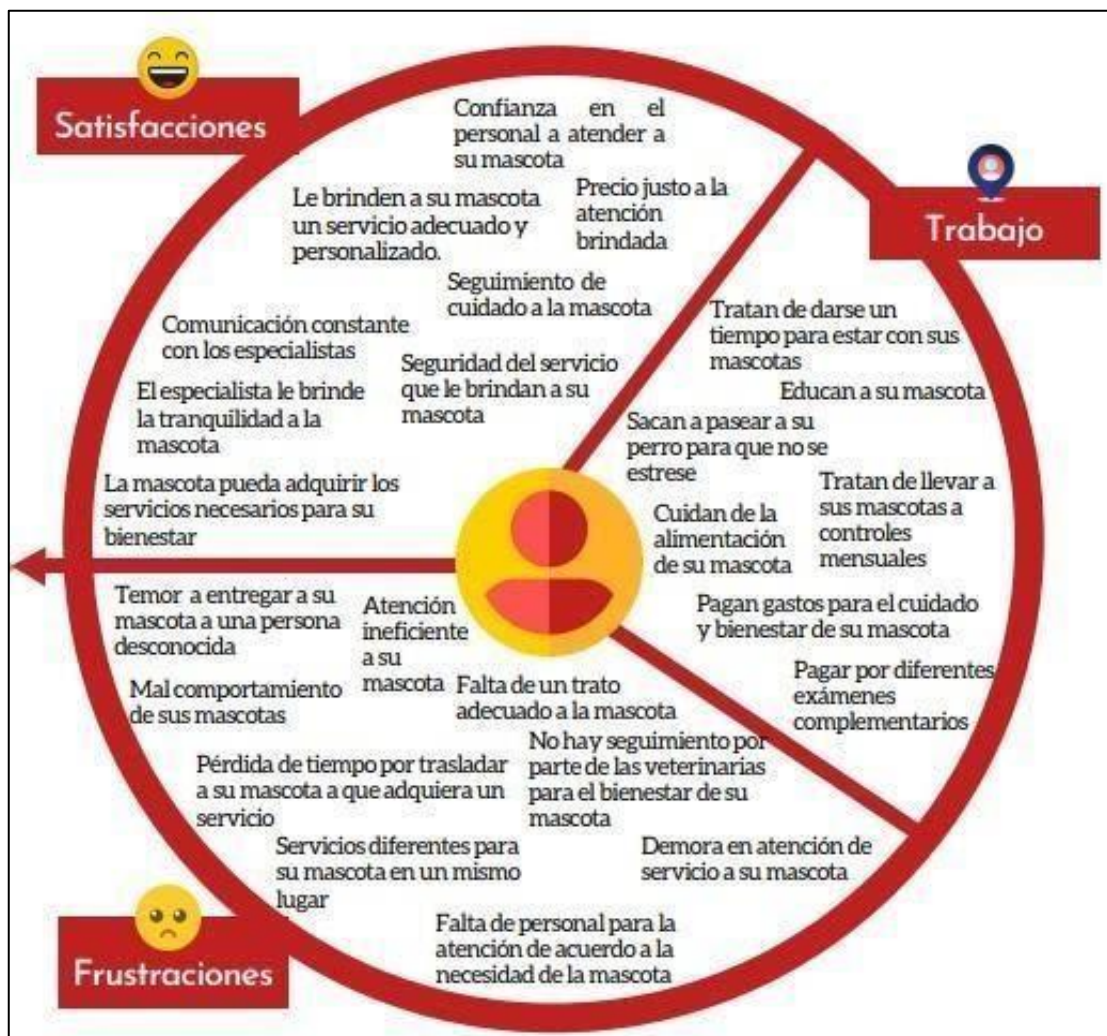 Satisfacciones
Confianza en el
personal a atender a
su mascota
Le brinden a su mascota
un servicio adecuado y
personalizado.
Precio justo a la
atención
brindada
Seguimiento de
cuidado a la mascota
Comunicación constante
con los especialistas
Seguridad del servicio
que le brindan a su
mascota
El especialista le brinde
la tranquilidad a la
mascota
La mascota pueda adquirir los
servicios necesarios para su
bienestar
Trabajo
Tratan de darse un
tiempo para estar con sus
mascotas
Educan a su mascota
Sacan a pasear a su
perro para que no se
estrese
Tratan de llevar a
sus mascotas a
controles
mensuales
Cuidan de la
alimentación
de su mascota
Pagan gastos para el cuidado
y bienestar de su mascota
Pagar por diferentes
exámenes
complementarios
Temor a entregar a su
mascota a una persona
desconocida
Atención
ineficiente
a su
mascota
Mal comportamiento
de sus mascotas
Falta de un trato
adecuado a la mascota
No hay seguimiento por
parte de las veterinarias
para el bienestar de su
mascota
Pérdida de tiempo por trasladar
a su mascota a que adquiera un
servicio
Servicios diferentes para
su mascota en un mismo
lugar
Demora en atención de
servicio a su mascota
Falta de personal para la
atención de acuerdo a la
necesidad de la mascota
Frustraciones